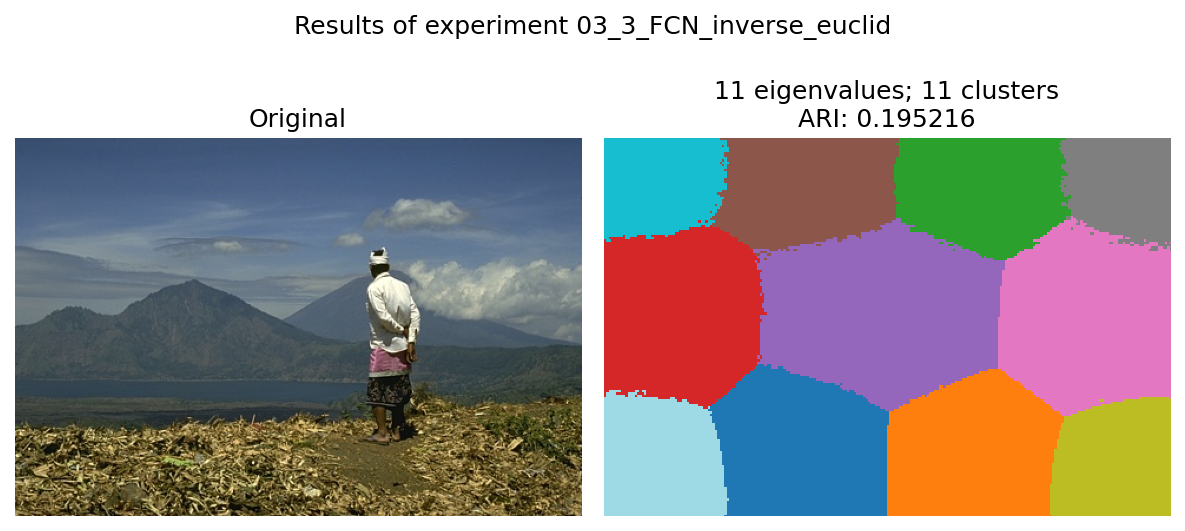 Results of experiment 03_3_FCN_inverse_euclid
Original
11 eigenvalues; 11 clusters
ARI: 0.195216